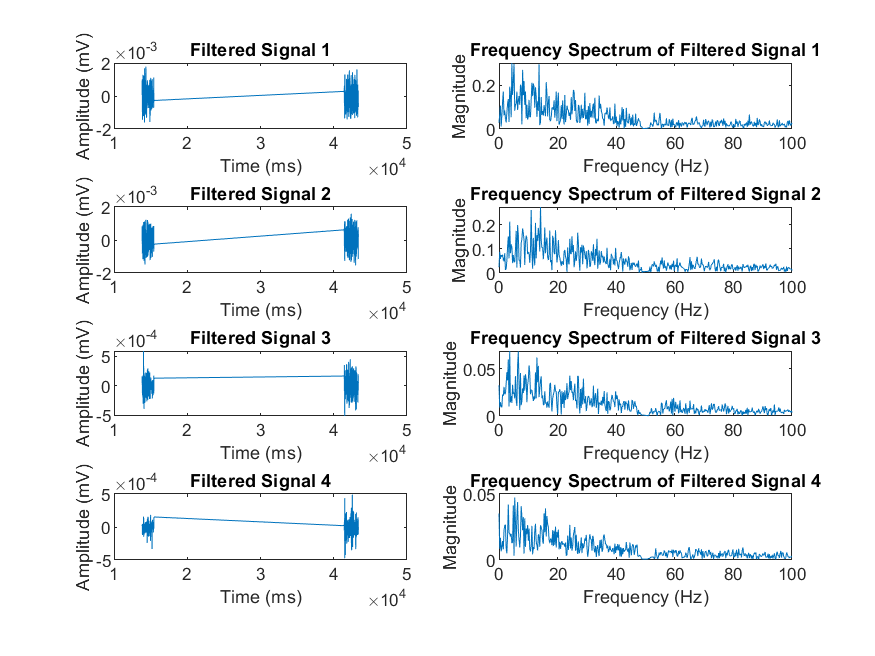 Filtered Signal 1
×10⁻³
Amplitude (mV)
2
0
-2
1 2 3 4 5
Time (ms)
×10⁴
Frequency Spectrum of Filtered Signal 1
Magnitude
0.2
0
0 20 40 60 80 100
Frequency (Hz)
Filtered Signal 2
×10⁻³
Amplitude (mV)
2
0
-2
1 2 3 4 5
Time (ms)
×10⁴
Frequency Spectrum of Filtered Signal 2
Magnitude
0.2
0.1
0
0 20 40 60 80 100
Frequency (Hz)
Filtered Signal 3
×10⁻⁴
Amplitude (mV)
5
0
-5
1 2 3 4 5
Time (ms)
×10⁴
Frequency Spectrum of Filtered Signal 3
Magnitude
0.05
0
0 20 40 60 80 100
Frequency (Hz)
Filtered Signal 4
×10⁻⁴
Amplitude (mV)
5
0
-5
1 2 3 4 5
Time (ms)
×10⁴
Frequency Spectrum of Filtered Signal 4
Magnitude
0.05
0
0 20 40 60 80 100
Frequency (Hz)